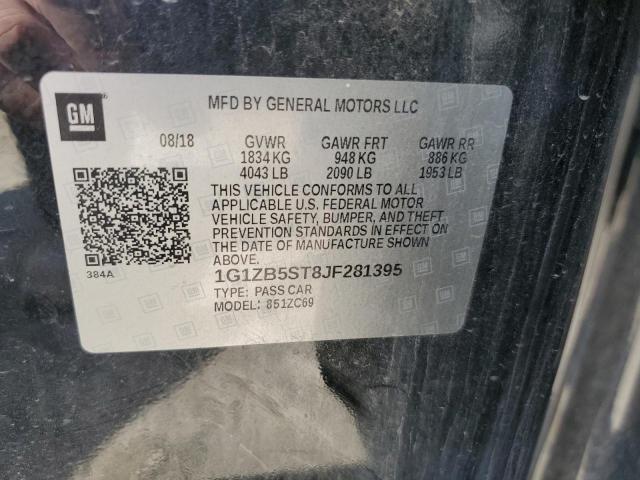 GM
MFD BY GENERAL MOTORS LLC
08/18 GVWR GAWR FRT GAWR RR
1834 KG 948 KG 886 KG
4043 LB 2090 LB 1953 LB
THIS VEHICLE CONFORMS TO ALL
APPLICABLE U.S. FEDERAL MOTOR
VEHICLE SAFETY, BUMPER, AND THEFT
PREVENTION STANDARDS IN EFFECT ON
THE DATE OF MANUFACTURE SHOWN
ABOVE.
384A
1G1ZB5ST8JF281395
TYPE: PASS CAR
MODEL: 851ZC69